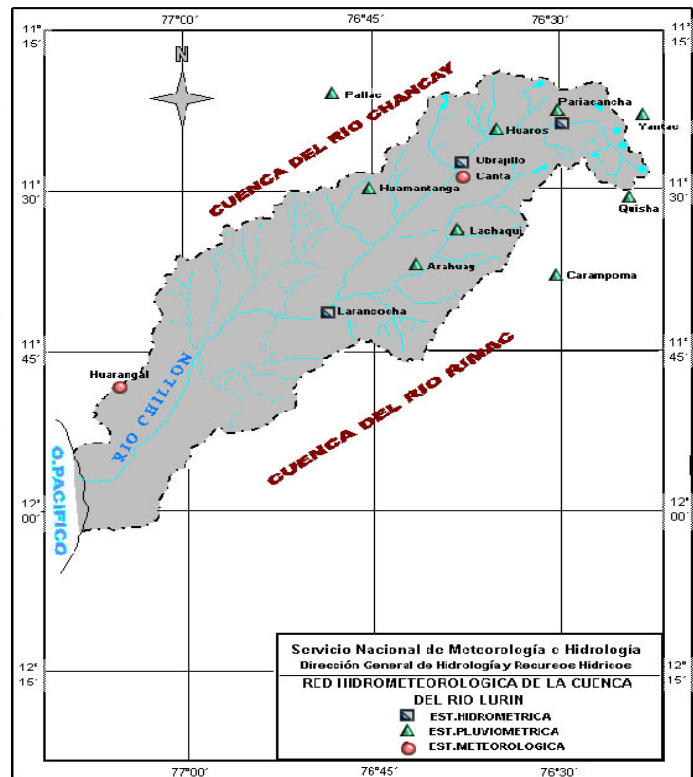 77°00′ 76°45′ 76°30′
11° 15′
11° 15′
N
Pallac
CUENCA DEL RIO CHANCAY
Pariacancha
Yantac
Huaros
Ubrajillo
Canta
11° 30′
11° 30′
Huamantanga
Quisha
Lachaqui
Arahuay
Carampoma
Larancocha
11° 45′
11° 45′
Huarangal
RIO CHILLON
CUENCA DEL RIO RIMAC
O.PACIFICO
12° 00′
12° 00′
Servicio Nacional de Meteorología e Hidrología
Dirección General de Hidrología y Recursos Hídricos
RED HIDROMETEOROLOGICA DE LA CUENCA
DEL RIO LURIN
EST.HIDROMETRICA
EST.PLUVIOMETRICA
EST.METEOROLOGICA
12° 15′
12° 15′
77°00′ 76°45′ 76°30′